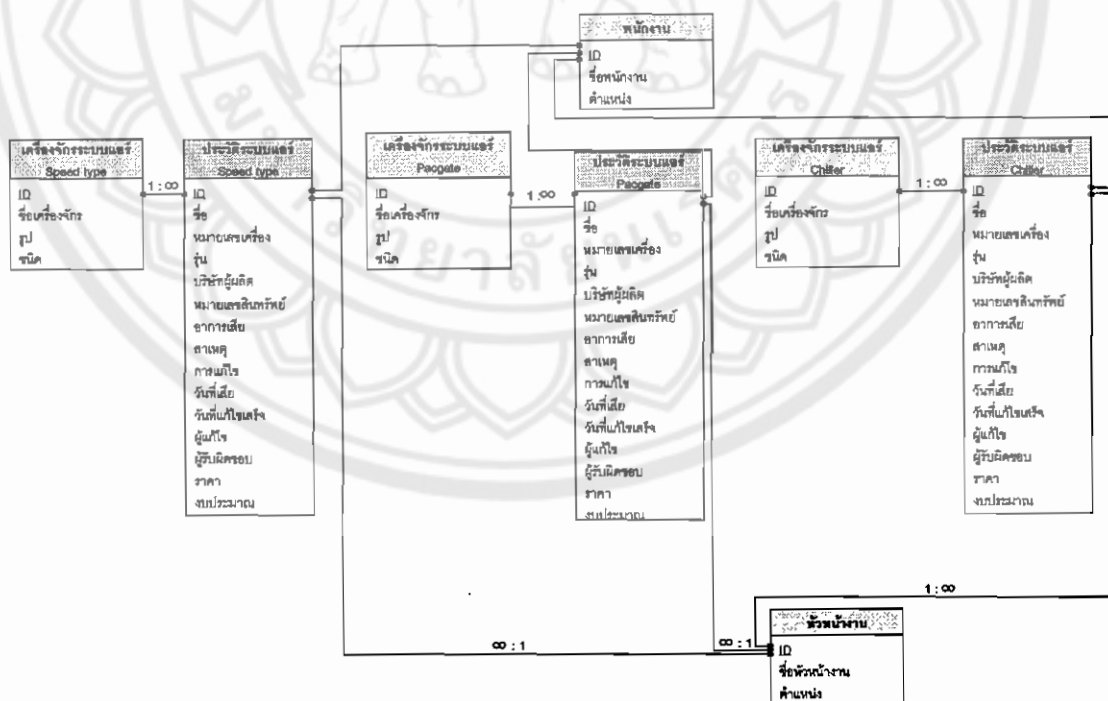 พนักงาน
ID
ชื่อพนักงาน
ตำแหน่ง
เครื่องจักรระบบแอร์
Speed type
ID
ชื่อเครื่องจักร
รูป
ชนิด
1:∞
ประวัติระบบแอร์
Speed type
ID
ชื่อ
หมายเลขเครื่อง
รุ่น
บริษัทผู้ผลิต
หมายเลขสินทรัพย์
อาการเสีย
สาเหตุ
การแก้ไข
วันที่เสีย
วันที่แก้ไขเสร็จ
ผู้แก้ไข
ผู้รับผิดชอบ
ราคา
งบประมาณ
เครื่องจักรระบบแอร์
Pacgate
ID
ชื่อเครื่องจักร
รูป
ชนิด
1:∞
ประวัติระบบแอร์
Pacgate
ID
ชื่อ
หมายเลขเครื่อง
รุ่น
บริษัทผู้ผลิต
หมายเลขสินทรัพย์
อาการเสีย
สาเหตุ
การแก้ไข
วันที่เสีย
วันที่แก้ไขเสร็จ
ผู้แก้ไข
ผู้รับผิดชอบ
ราคา
งบประมาณ
เครื่องจักรระบบแอร์
Chiller
ID
ชื่อเครื่องจักร
รูป
ชนิด
1:∞
ประวัติระบบแอร์
Chiller
ID
ชื่อ
หมายเลขเครื่อง
รุ่น
บริษัทผู้ผลิต
หมายเลขสินทรัพย์
อาการเสีย
สาเหตุ
การแก้ไข
วันที่เสีย
วันที่แก้ไขเสร็จ
ผู้แก้ไข
ผู้รับผิดชอบ
ราคา
งบประมาณ
1:∞
∞:1
∞:1
หัวหน้างาน
ID
ชื่อหัวหน้างาน
ตำแหน่ง